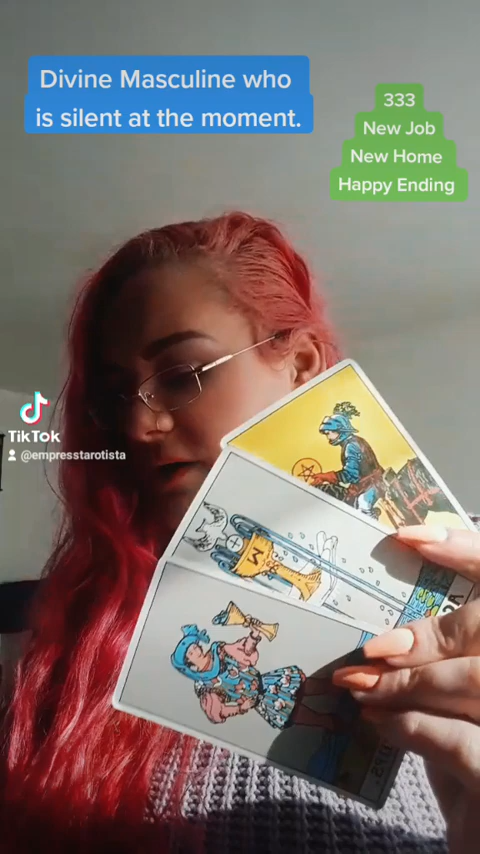 Divine Masculine who
is silent at the moment.
333
New Job
New Home
Happy Ending
TikTok
@empresstarotista